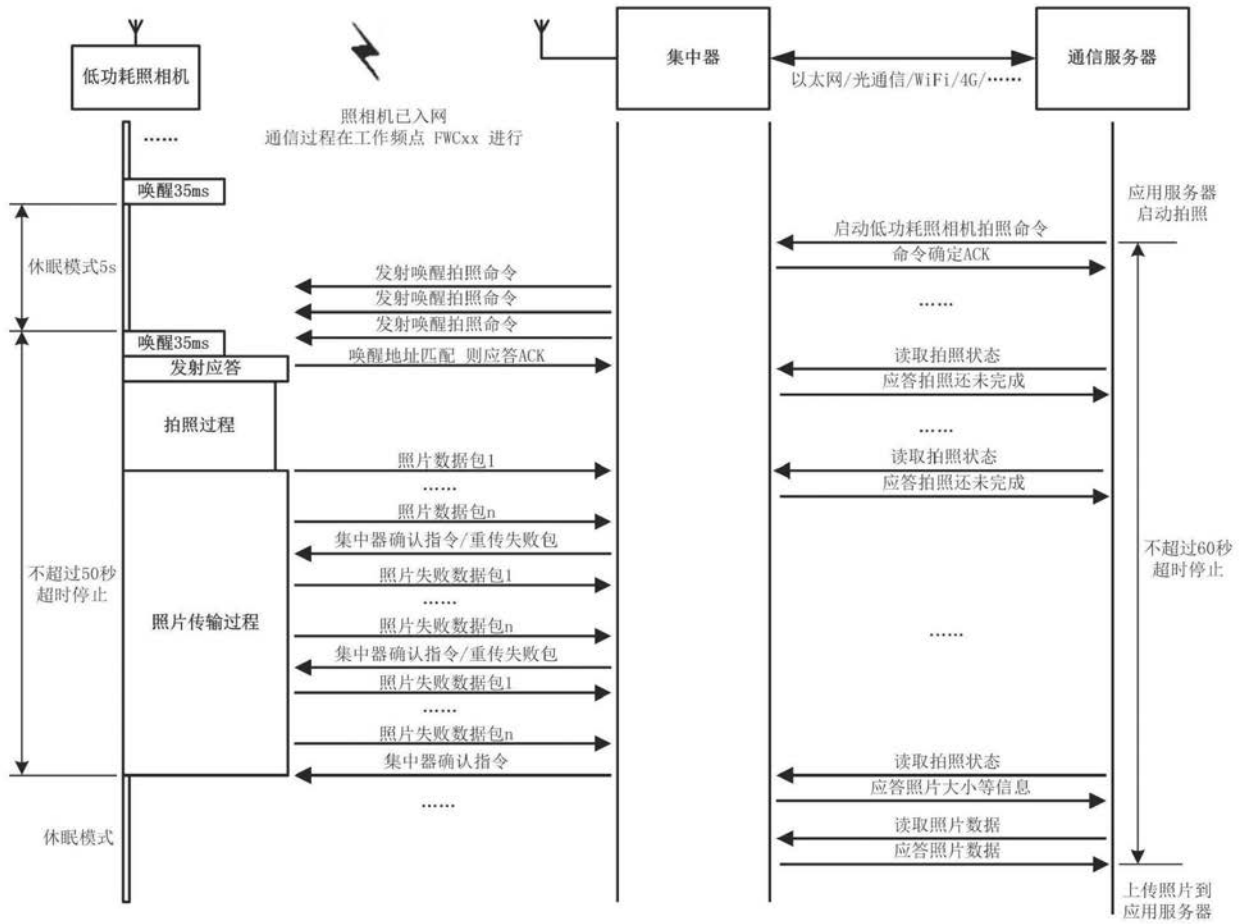 低功耗照相机
集中器
通信服务器
以太网/光通信/WiFi/4G/……
照相机已入网
通信过程在工作频点 FWCxx 进行
……
唤醒35ms
应用服务器
启动拍照
启动低功耗照相机拍照命令
命令确定ACK
休眠模式5s
发射唤醒拍照命令
发射唤醒拍照命令
发射唤醒拍照命令
……
唤醒35ms
唤醒地址匹配 则应答ACK
读取拍照状态
发射应答
应答拍照还未完成
拍照过程
……
照片数据包1
读取拍照状态
……
应答拍照还未完成
照片数据包n
集中器确认指令/重传失败包
不超过50秒
超时停止
不超过60秒
超时停止
照片失败数据包1
……
照片传输过程
照片失败数据包n
……
集中器确认指令/重传失败包
照片失败数据包1
……
照片失败数据包n
集中器确认指令
读取拍照状态
……
应答照片大小等信息
休眠模式
读取照片数据
应答照片数据
上传照片到
应用服务器